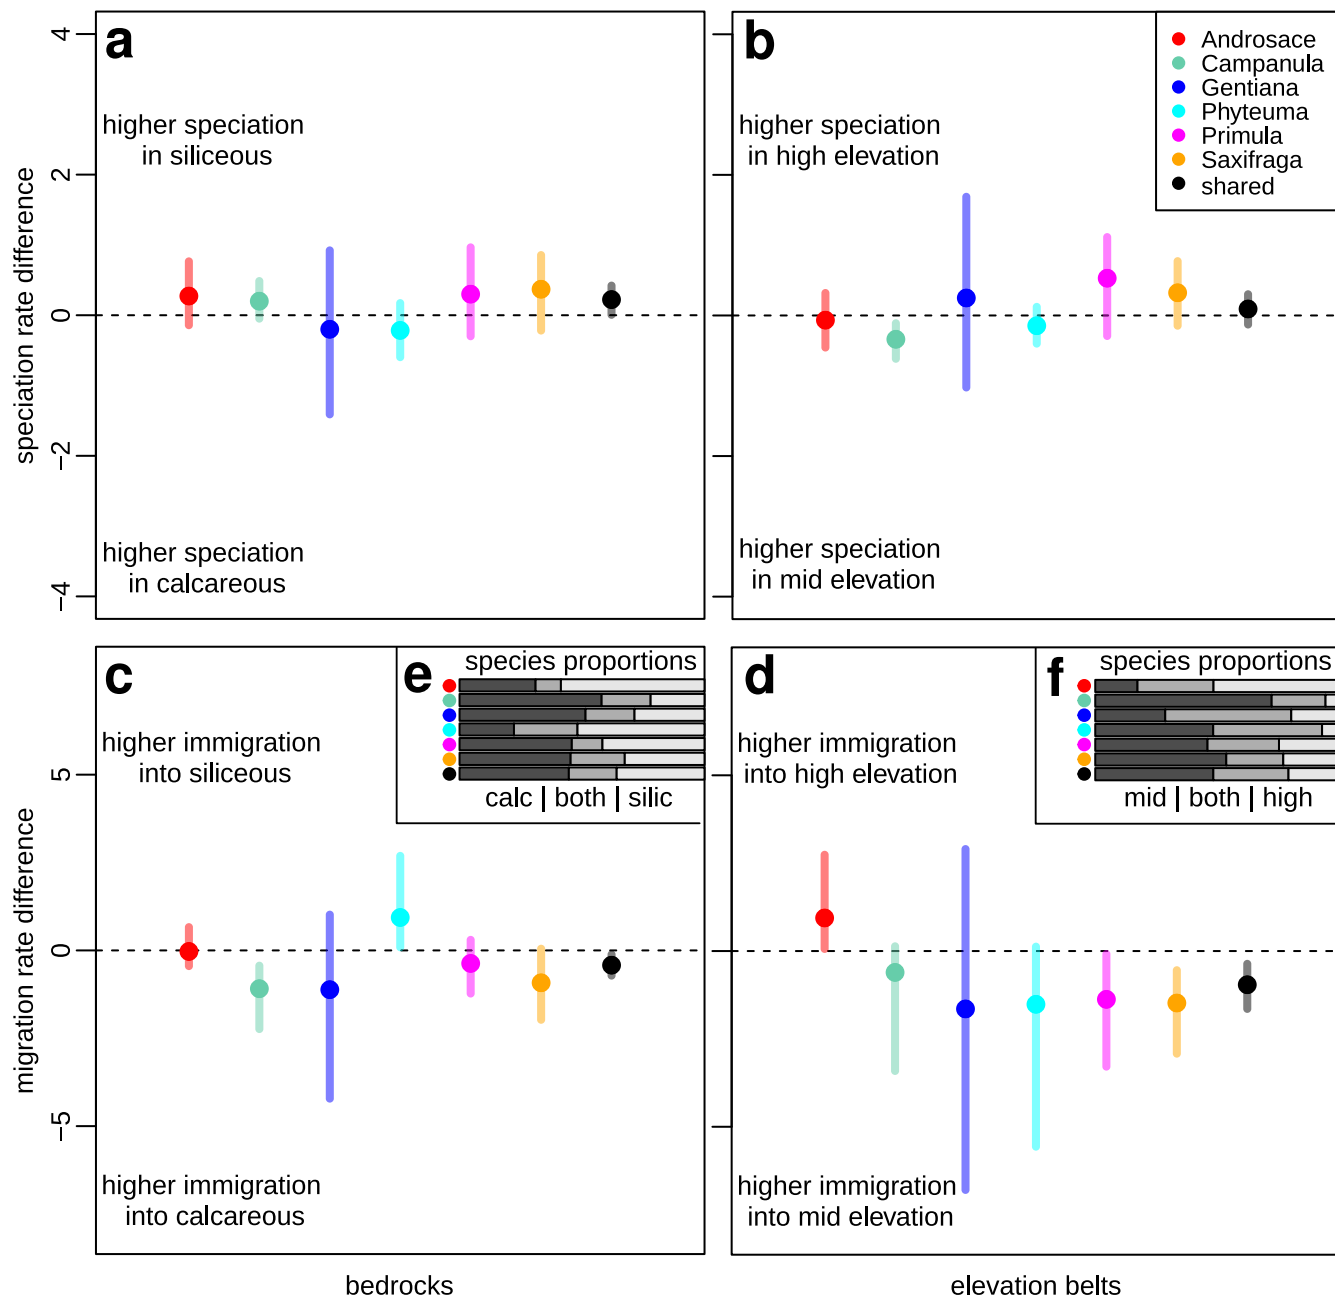 a
higher speciation
in siliceous
higher speciation
in calcareous
4
2
0
−2
−4
speciation rate difference
b
higher speciation
in high elevation
higher speciation
in mid elevation
Androsace
Campanula
Gentiana
Phyteuma
Primula
Saxifraga
shared
c
higher immigration
into siliceous
higher immigration
into calcareous
5
0
−5
migration rate difference
e
species proportions
calc | both | silic
bedrocks
d
higher immigration
into high elevation
higher immigration
into mid elevation
f
species proportions
mid | both | high
elevation belts